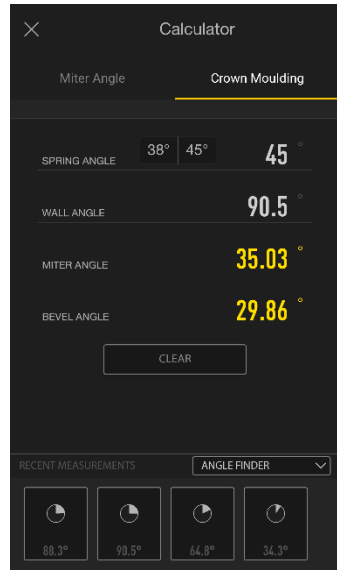 Calculator
Miter Angle Crown Moulding
SPRING ANGLE 38° 45° 45°
WALL ANGLE 90.5°
MITER ANGLE 35.03°
BEVEL ANGLE 29.86°
CLEAR
RECENT MEASUREMENTS ANGLE FINDER
88.3° 90.5° 64.8° 34.3°